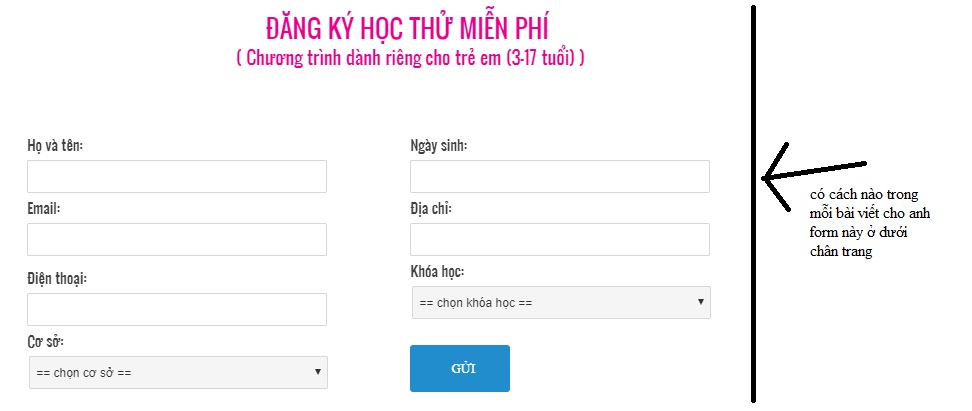 ĐĂNG KÝ HỌC THỬ MIỄN PHÍ
( Chương trình dành riêng cho trẻ em (3-17 tuổi) )
Họ và tên:
Email:
Điện thoại:
Cơ sở:
== chọn cơ sở ==
Ngày sinh:
Địa chỉ:
Khóa học:
== chọn khóa học ==
GỬI
có cách nào trong
mỗi bài viết cho anh
form này ở dưới
chân trang